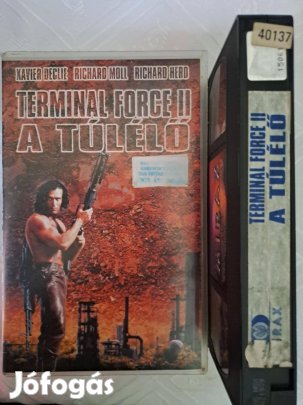 XAVIER DECLIE RICHARD MOLL RICHARD HERD
TERMINAL FORCE II
A TÚLÉLŐ
40137
TERMINAL FORCE II
A TÚLÉLŐ
Jófogás